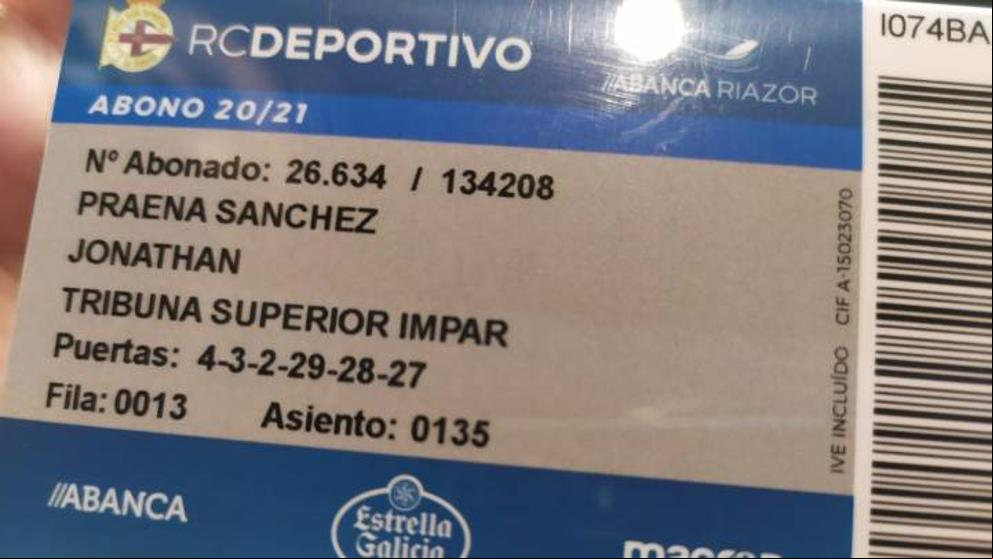 RCDEPORTIVO
//ABANCA RIAZOR
I074BA
ABONO 20/21
Nº Abonado: 26.634 / 134208
PRAENA SANCHEZ
JONATHAN
TRIBUNA SUPERIOR IMPAR
Puertas: 4-3-2-29-28-27
Fila: 0013 Asiento: 0135
IVE INCLUÍDO CIF A-15023070
//ABANCA
Estrella
Galicia